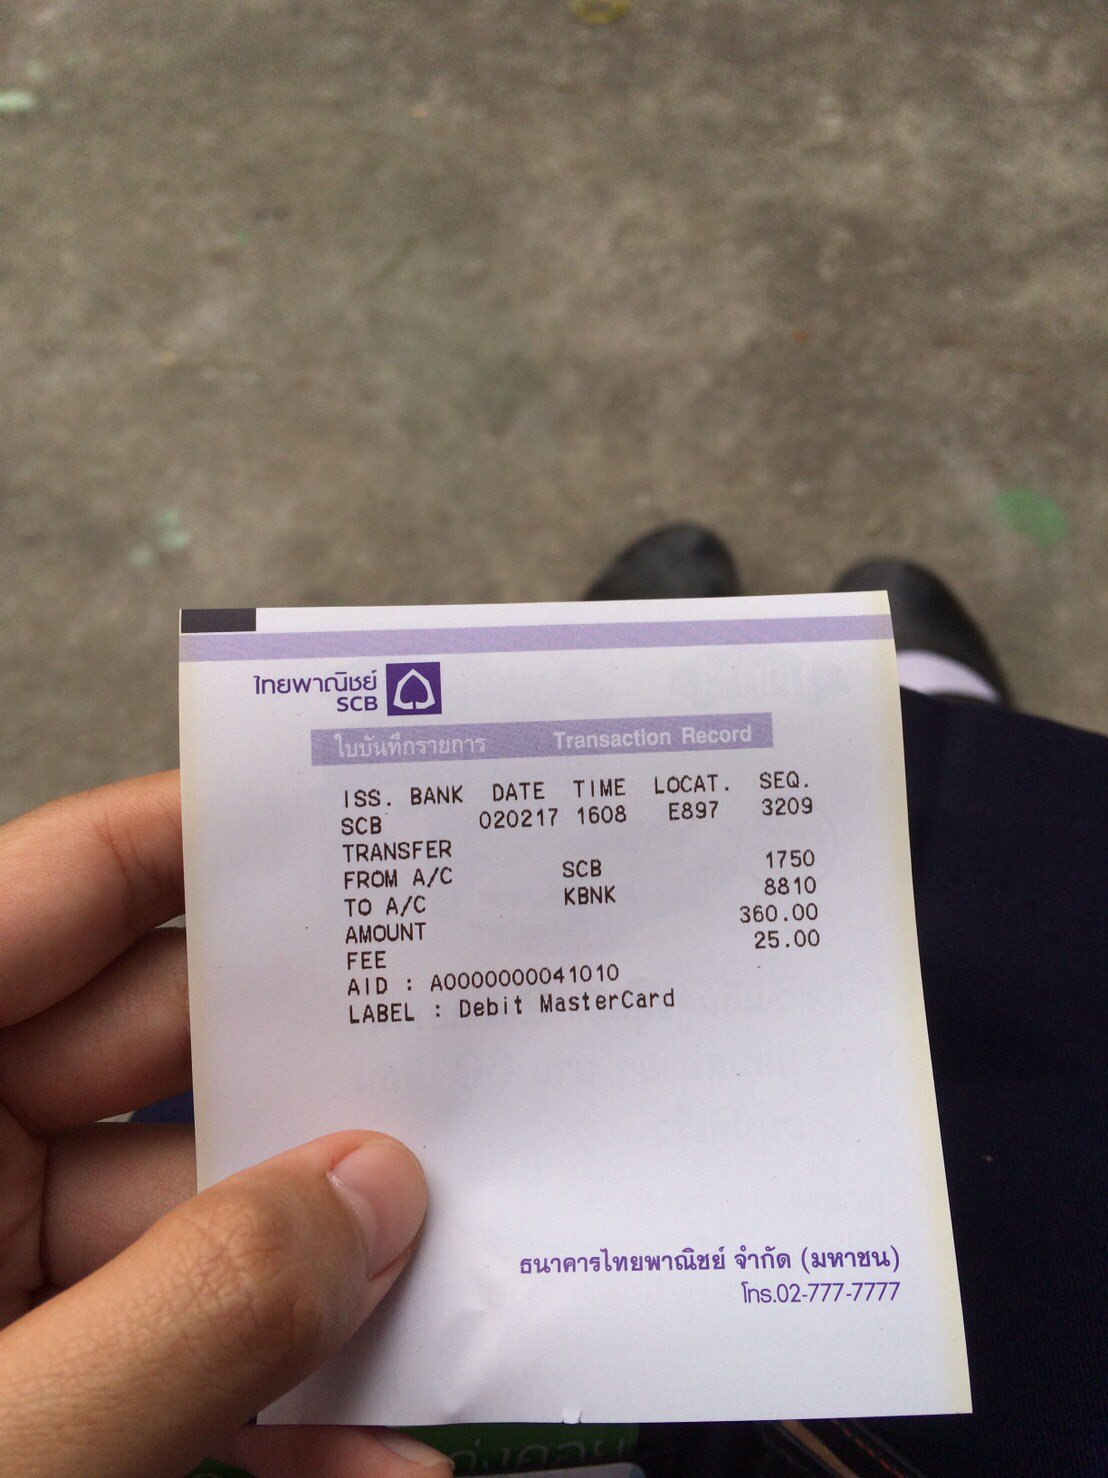 ไทยพาณิชย์
SCB
ใบบันทึกรายการ Transaction Record
ISS. BANK DATE TIME LOCAT. SEQ.
SCB 020217 1608 E897 3209
TRANSFER
FROM A/C SCB 1750
TO A/C KBNK 8810
AMOUNT 360.00
FEE 25.00
AID : A0000000041010
LABEL : Debit MasterCard
ธนาคารไทยพาณิชย์ จำกัด (มหาชน)
โทร.02-777-7777